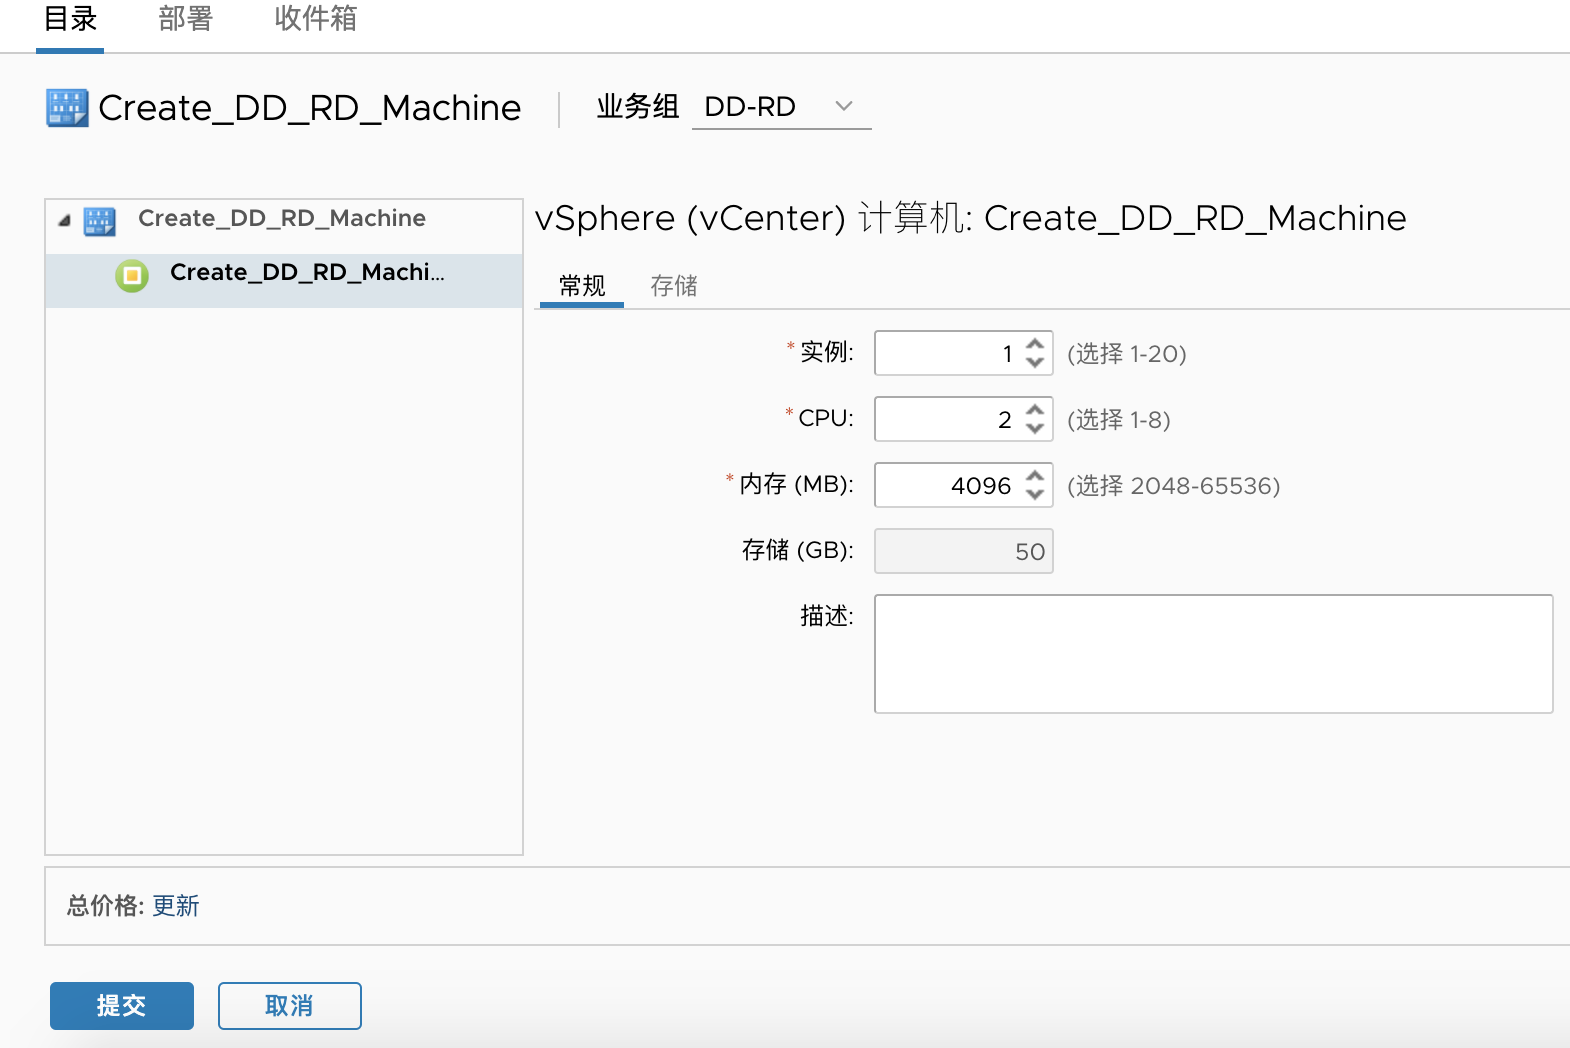 目录 部署 收件箱
Create_DD_RD_Machine 业务组 DD-RD
Create_DD_RD_Machine
Create_DD_RD_Machi...
vSphere (vCenter) 计算机: Create_DD_RD_Machine
常规 存储
*实例: 1 (选择 1-20)
*CPU: 2 (选择 1-8)
*内存 (MB): 4096 (选择 2048-65536)
存储 (GB): 50
描述:
总价格: 更新
提交 取消